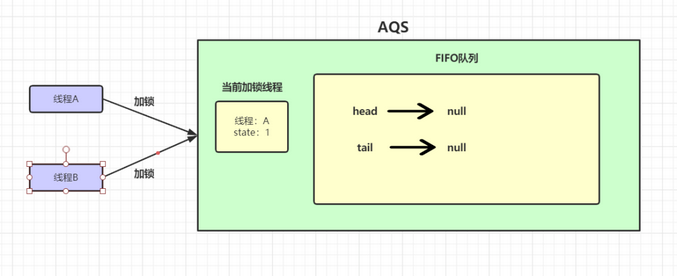 AQS
FIFO队列
当前加锁线程
线程A
加锁
线程：A
state：1
head
null
tail
null
线程B
加锁